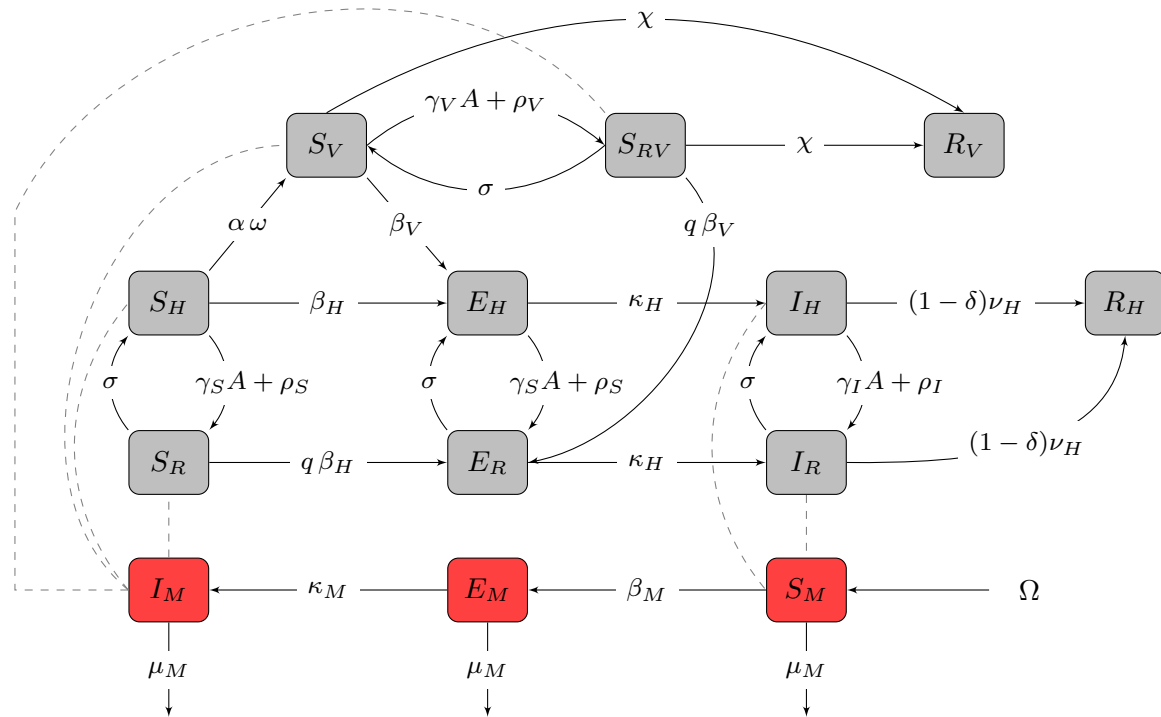 χ
γ_V A + ρ_V
S_V S_RV χ R_V
σ
α ω β_V q β_V
S_H β_H E_H κ_H I_H (1 − δ)ν_H R_H
σ γ_S A + ρ_S σ γ_S A + ρ_S σ γ_I A + ρ_I
S_R q β_H E_R κ_H I_R (1 − δ)ν_H
I_M κ_M E_M β_M S_M Ω
μ_M μ_M μ_M